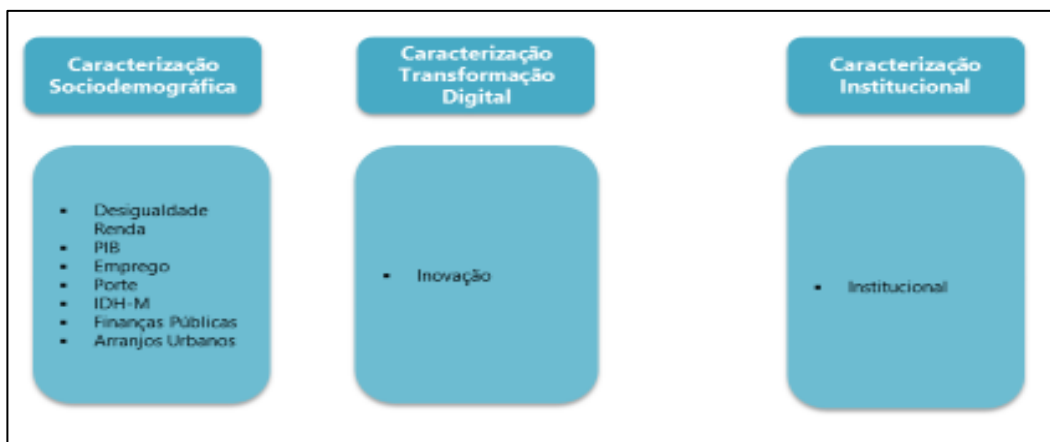 Caracterização
Sociodemográfica
Caracterização
Transformação
Digital
Caracterização
Institucional
▪ Desigualdade
Renda
▪ PIB
▪ Emprego
▪ Porte
▪ IDH-M
▪ Finanças Públicas
▪ Arranjos Urbanos
▪ Inovação
▪ Institucional